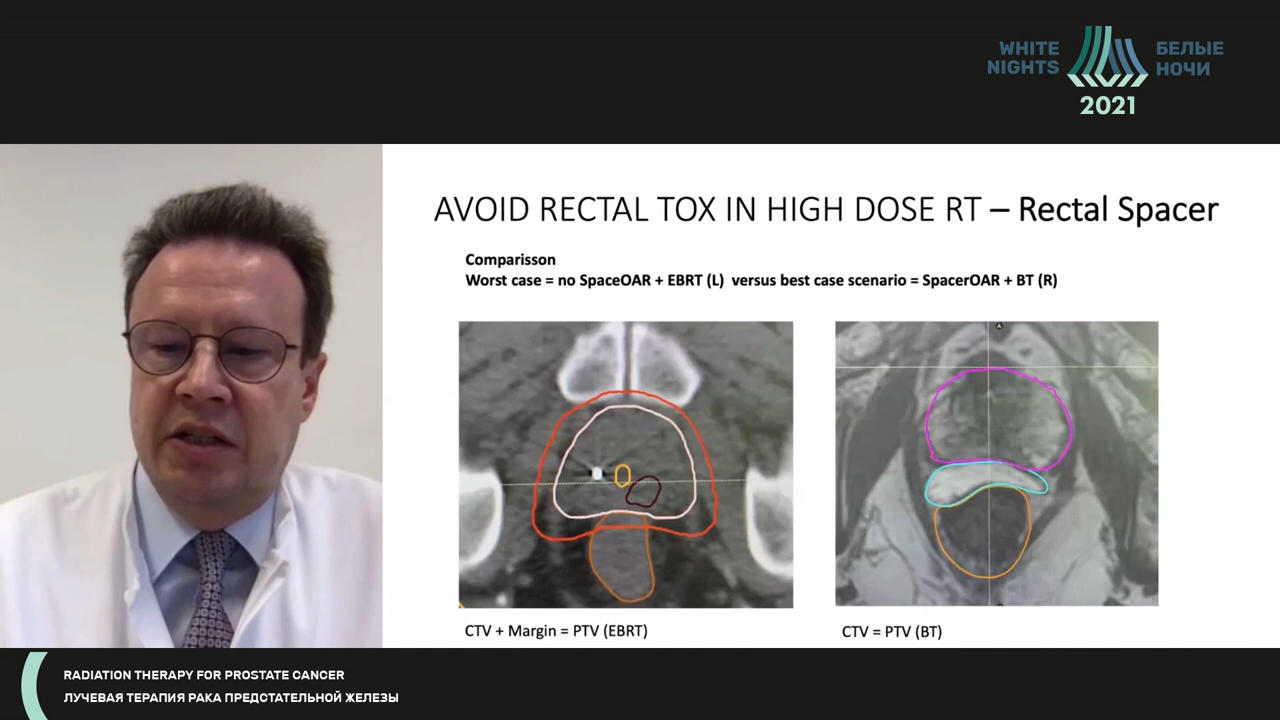 WHITE
NIGHTS
БЕЛЫЕ
НОЧИ
2021
AVOID RECTAL TOX IN HIGH DOSE RT – Rectal Spacer
Comparisson
Worst case = no SpaceOAR + EBRT (L) versus best case scenario = SpacerOAR + BT (R)
A
CTV + Margin = PTV (EBRT)
CTV = PTV (BT)
RADIATION THERAPY FOR PROSTATE CANCER
ЛУЧЕВАЯ ТЕРАПИЯ РАКА ПРЕДСТАТЕЛЬНОЙ ЖЕЛЕЗЫ